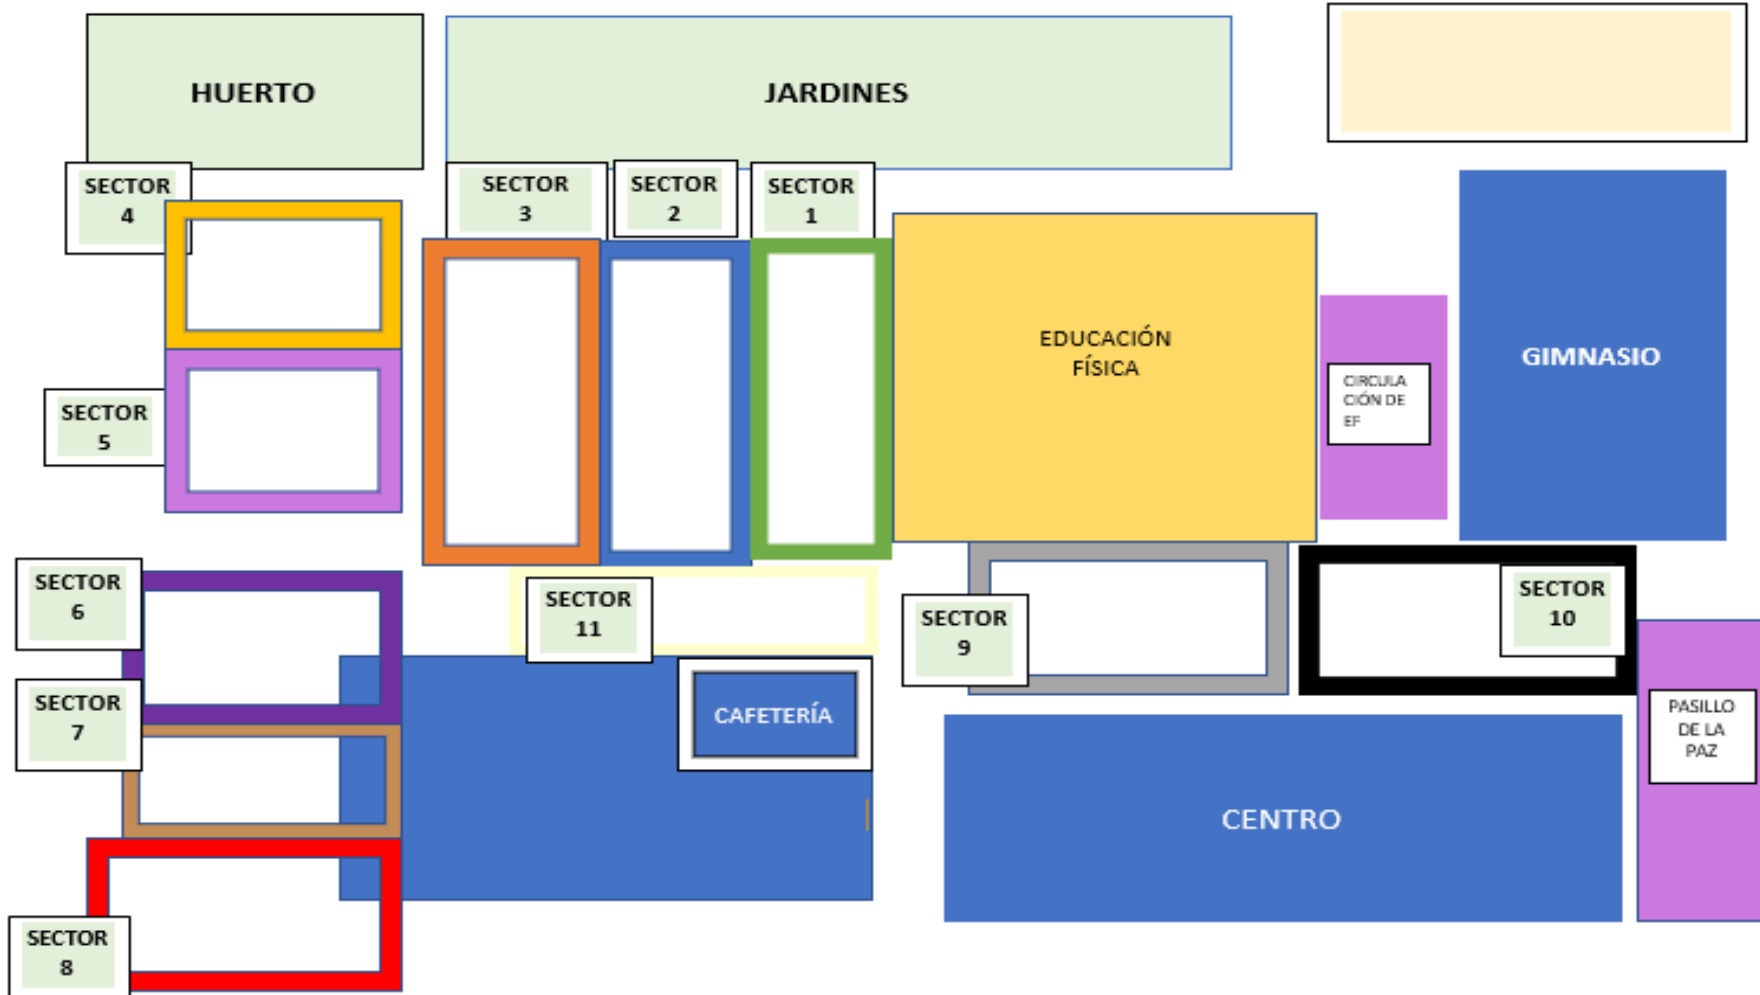 HUERTO
JARDINES
SECTOR
4
SECTOR
3
SECTOR
2
SECTOR
1
EDUCACIÓN
FÍSICA
GIMNASIO
CIRCULA
CIÓN DE
EF
SECTOR
5
SECTOR
6
SECTOR
11
SECTOR
9
SECTOR
10
SECTOR
7
CAFETERÍA
PASILLO
DE LA
PAZ
CENTRO
SECTOR
8